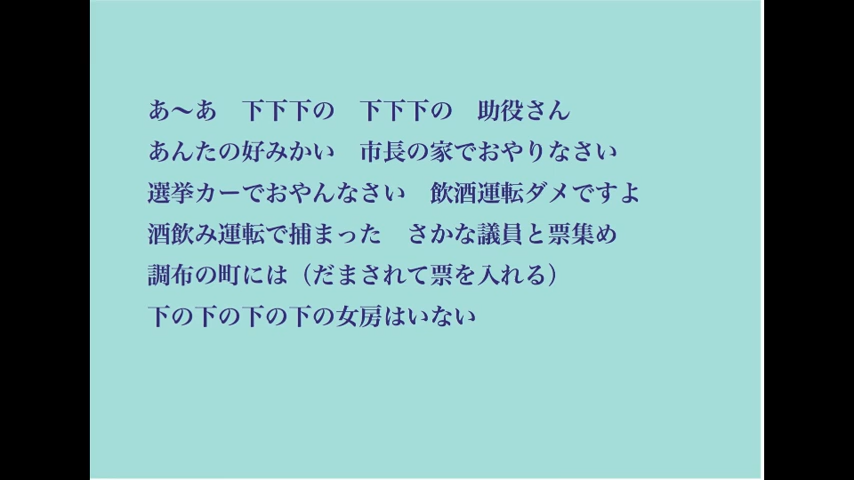 あ～あ　下下下の　下下下の　助役さん
あんたの好みかい　市長の家でおやりなさい
選挙カーでおやんなさい　飲酒運転ダメですよ
酒飲み運転で捕まった　さかな議員と票集め
調布の町には（だまされて票を入れる）
下の下の下の下の女房はいない